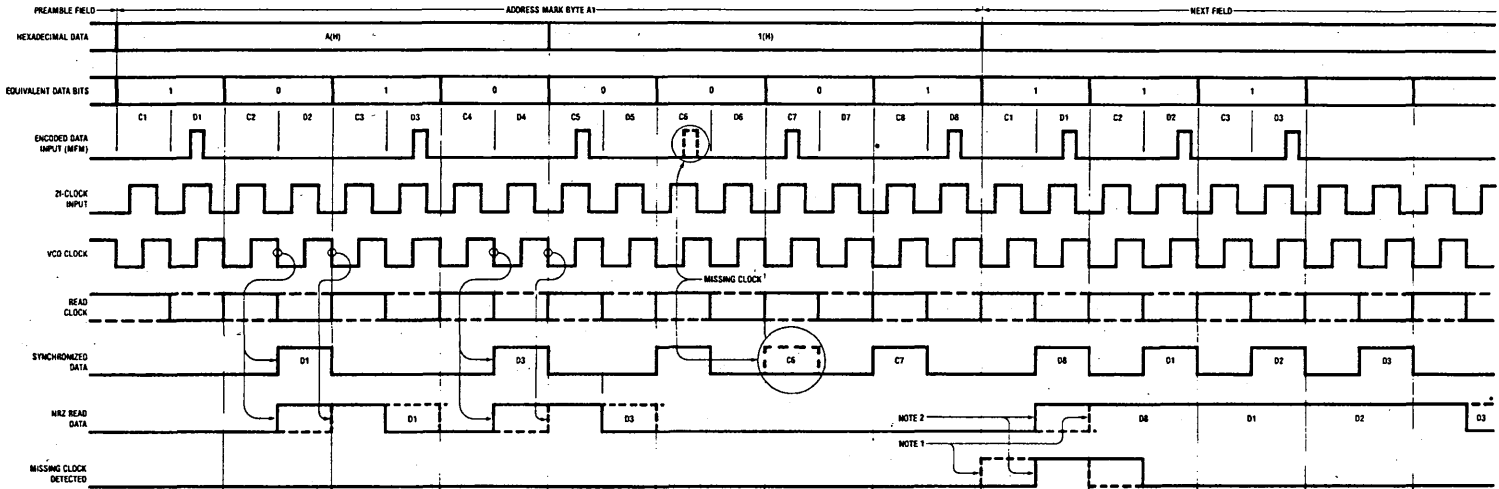 PREAMBLE FIELD ADDRESS MARK BYTE A1 NEXT FIELD
HEXADECIMAL DATA A(H) 1(H)
EQUIVALENT DATA BITS 1 0 1 0 0 0 0 1 1 1 1
C1 D1 C2 D2 C3 D3 C4 D4 C5 D5 C6 D6 C7 D7 C8 D8 C1 D1 C2 D2 C3 D3
ENCODED DATA
INPUT (MFM)
2f-CLOCK
INPUT
VCO CLOCK
MISSING CLOCK
READ
CLOCK
SYNCHRONIZED
DATA
D1 D3 C6 C7 D8 D1 D2 D3
NRZ READ
DATA
D1 D3 NOTE 2 D8 D1 D2 D3
NOTE 1
MISSING CLOCK
DETECTED